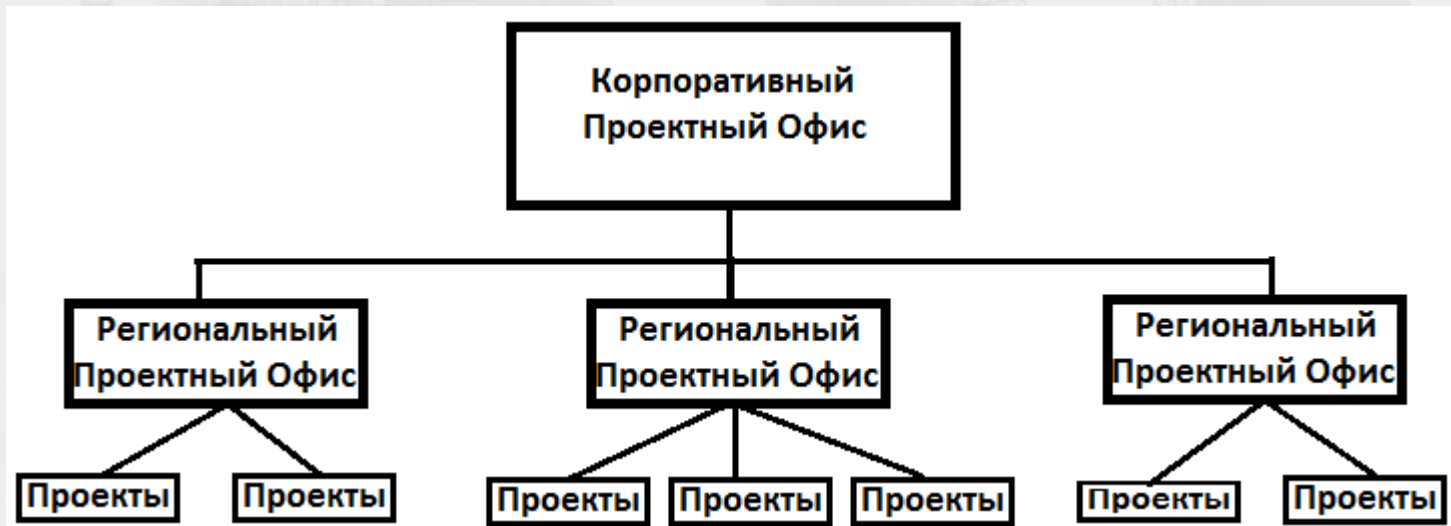 Корпоративный
Проектный Офис
Региональный
Проектный Офис
Региональный
Проектный Офис
Региональный
Проектный Офис
Проекты
Проекты
Проекты
Проекты
Проекты
Проекты
Проекты